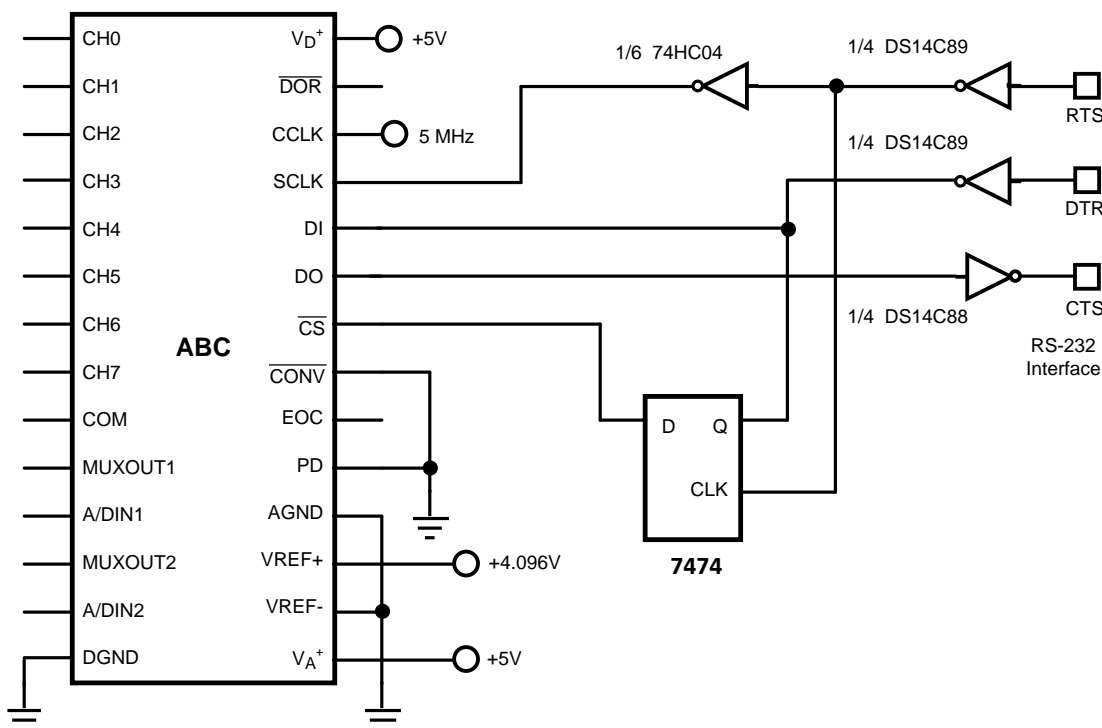 CH0
CH1
CH2
CH3
CH4
CH5
CH6
CH7
COM
MUXOUT1
A/DIN1
MUXOUT2
A/DIN2
DGND
ABC
VD+
DOR
CCLK
SCLK
DI
DO
CS
CONV
EOC
PD
AGND
VREF+
VREF-
VA+
+5V
5 MHz
+4.096V
+5V
1/6 74HC04
1/4 DS14C89
RTS
1/4 DS14C89
DTR
1/4 DS14C88
CTS
RS-232
Interface
D
Q
CLK
7474